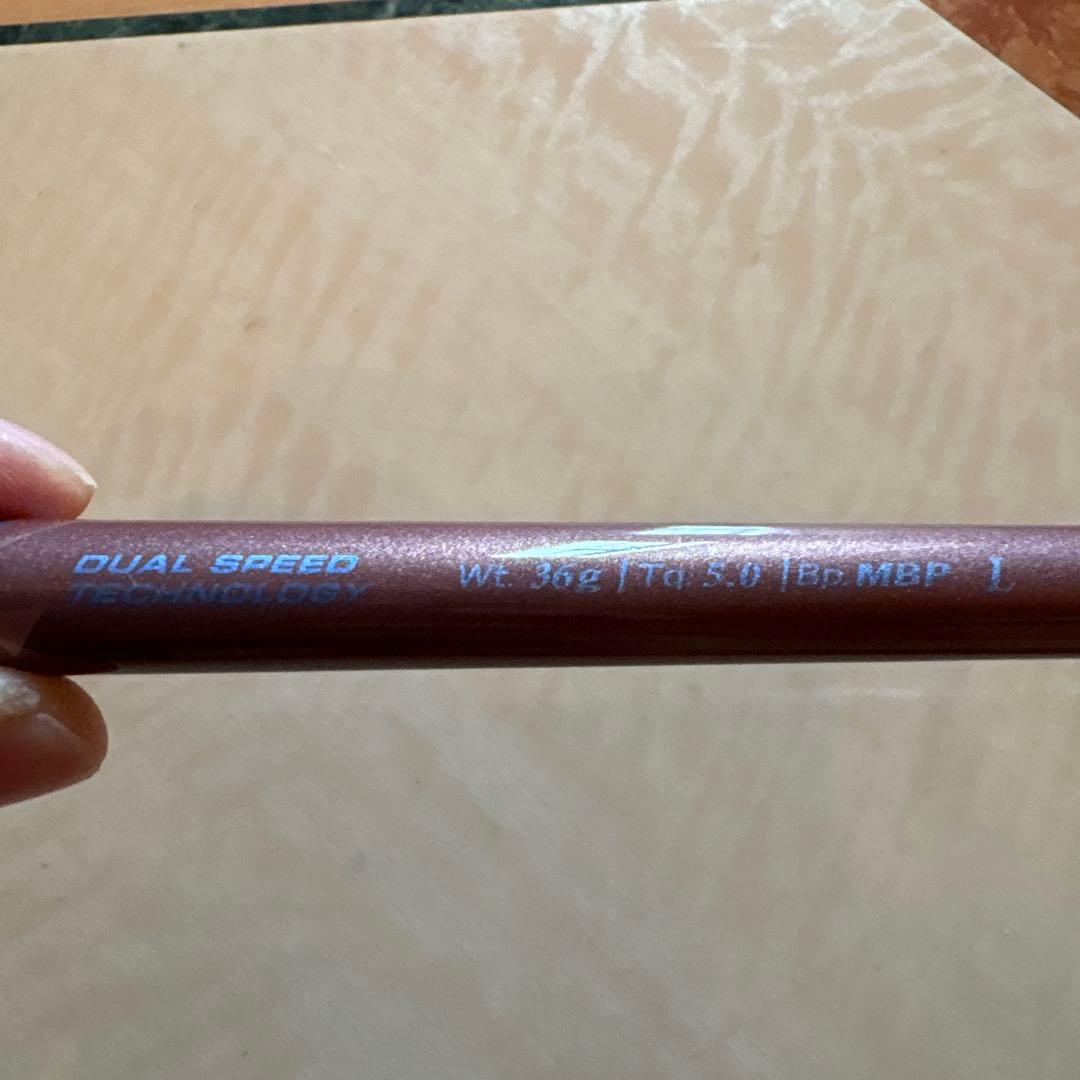 DUAL SPEED
TECHNOLOGY
Wt. 36g | Tq 5.0 | Bp. MBP L